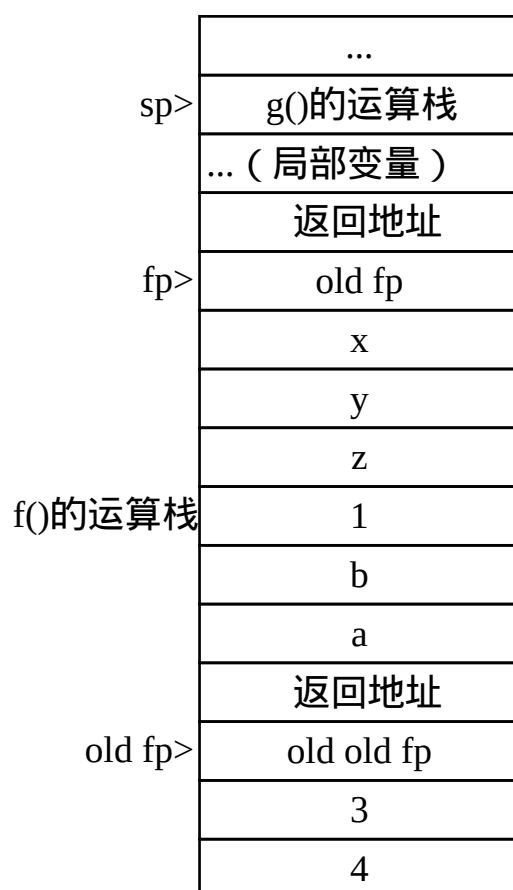 ...
sp> g()的运算栈
...（局部变量）
返回地址
fp> old fp
x
y
z
f()的运算栈 1
b
a
返回地址
old fp> old old fp
3
4